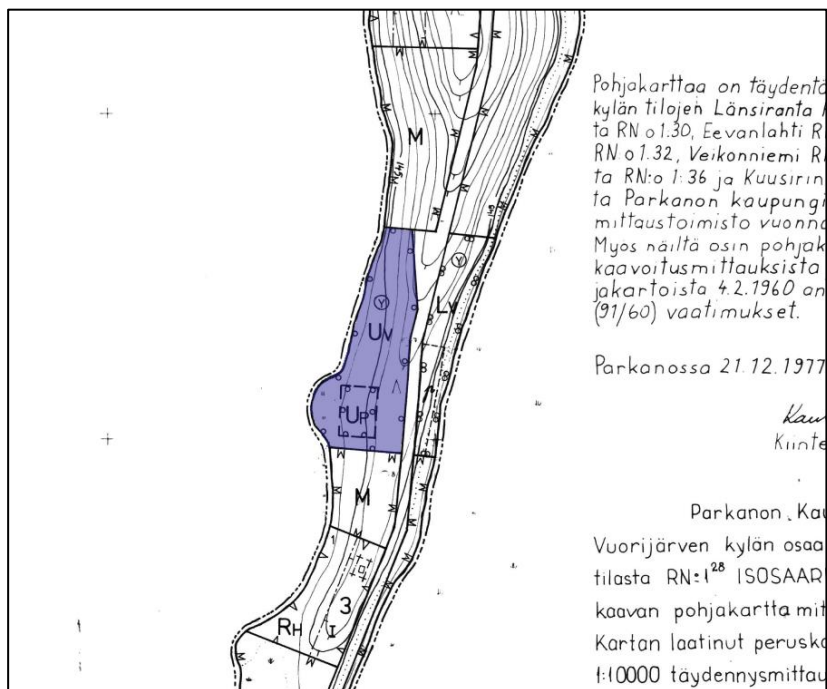 M
145
M
Y
UV
Y
LV
UP
M
3
I
RH
Pohjakarttaa on täydentä
kylän tilojen Länsiranta
ta RN:o 1:30, Eevanlahti R
RN:o 1:32, Veikonniemi R
ta RN:o 1:36 ja Kuusirin
ta Parkanon kaupungi
mittaustoimisto vuonna
Myös näiltä osin pohjak
kaavoitusmittauksista
jakartoista 4.2.1960 an
(91/60) vaatimukset.
Parkanossa 21.12.1977
Kiinte
Parkanon Kau
Vuorijärven kylän osaa
tilasta RN:1²⁸ ISOSAAR
kaavan pohjakartta mit
Kartan laatinut perusk
1:10000 täydennysmittau